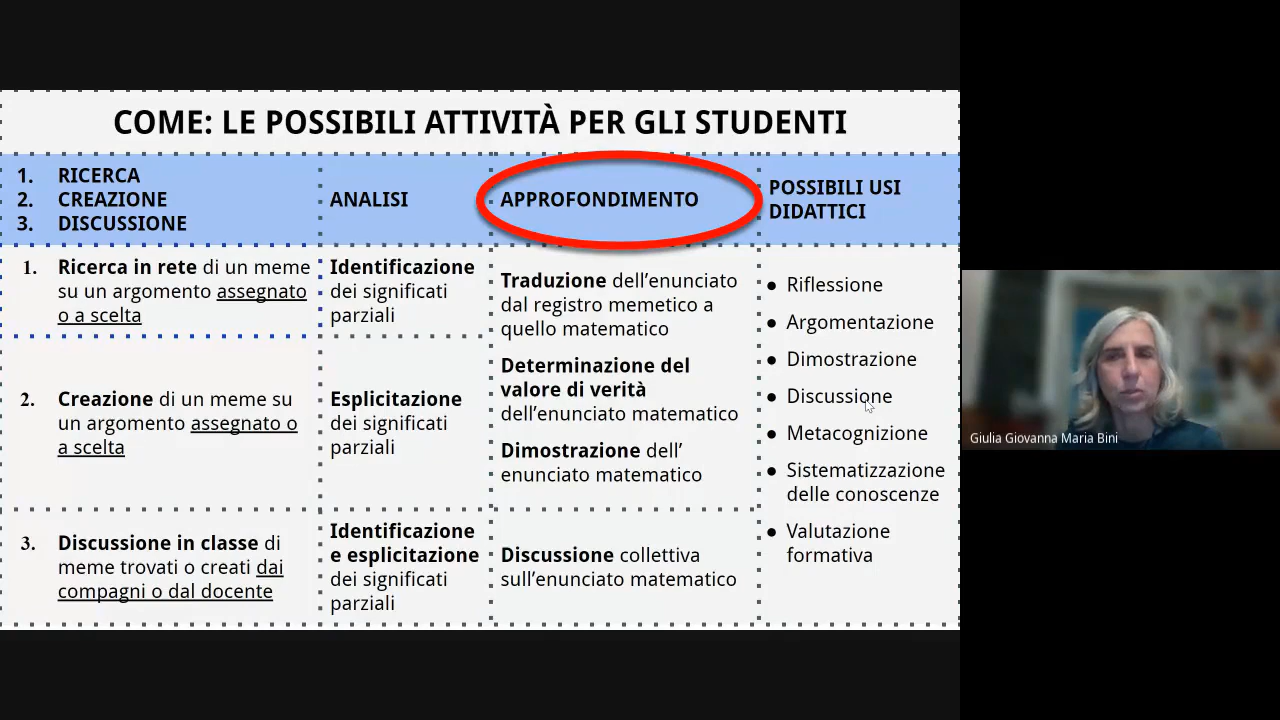 COME: LE POSSIBILI ATTIVITÀ PER GLI STUDENTI
1. RICERCA
2. CREAZIONE
3. DISCUSSIONE
ANALISI
APPROFONDIMENTO
POSSIBILI USI
DIDATTICI
1. Ricerca in rete di un meme
su un argomento assegnato
o a scelta
Identificazione
dei significati
parziali
Traduzione dell’enunciato
dal registro memetico a
quello matematico
Determinazione del
valore di verità
dell’enunciato matematico
Dimostrazione dell’
enunciato matematico
2. Creazione di un meme su
un argomento assegnato o
a scelta
Esplicitazione
dei significati
parziali
3. Discussione in classe di
meme trovati o creati dai
compagni o dal docente
Identificazione
e esplicitazione
dei significati
parziali
Discussione collettiva
sull’enunciato matematico
● Riflessione
● Argomentazione
● Dimostrazione
● Discussione
● Metacognizione
● Sistematizzazione
delle conoscenze
● Valutazione
formativa
Giulia Giovanna Maria Bini